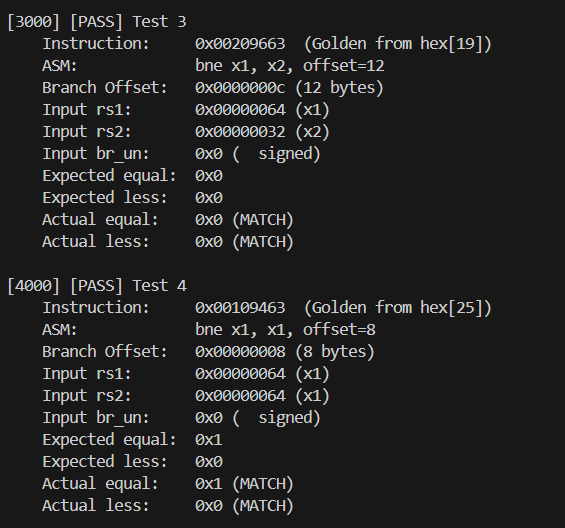 [3000] [PASS] Test 3
Instruction: 0x00209663 (Golden from hex[19])
ASM: bne x1, x2, offset=12
Branch Offset: 0x0000000c (12 bytes)
Input rs1: 0x00000064 (x1)
Input rs2: 0x00000032 (x2)
Input br_un: 0x0 (  signed)
Expected equal: 0x0
Expected less: 0x0
Actual equal: 0x0 (MATCH)
Actual less: 0x0 (MATCH)
[4000] [PASS] Test 4
Instruction: 0x00109463 (Golden from hex[25])
ASM: bne x1, x1, offset=8
Branch Offset: 0x00000008 (8 bytes)
Input rs1: 0x00000064 (x1)
Input rs2: 0x00000064 (x1)
Input br_un: 0x0 (  signed)
Expected equal: 0x1
Expected less: 0x0
Actual equal: 0x1 (MATCH)
Actual less: 0x0 (MATCH)